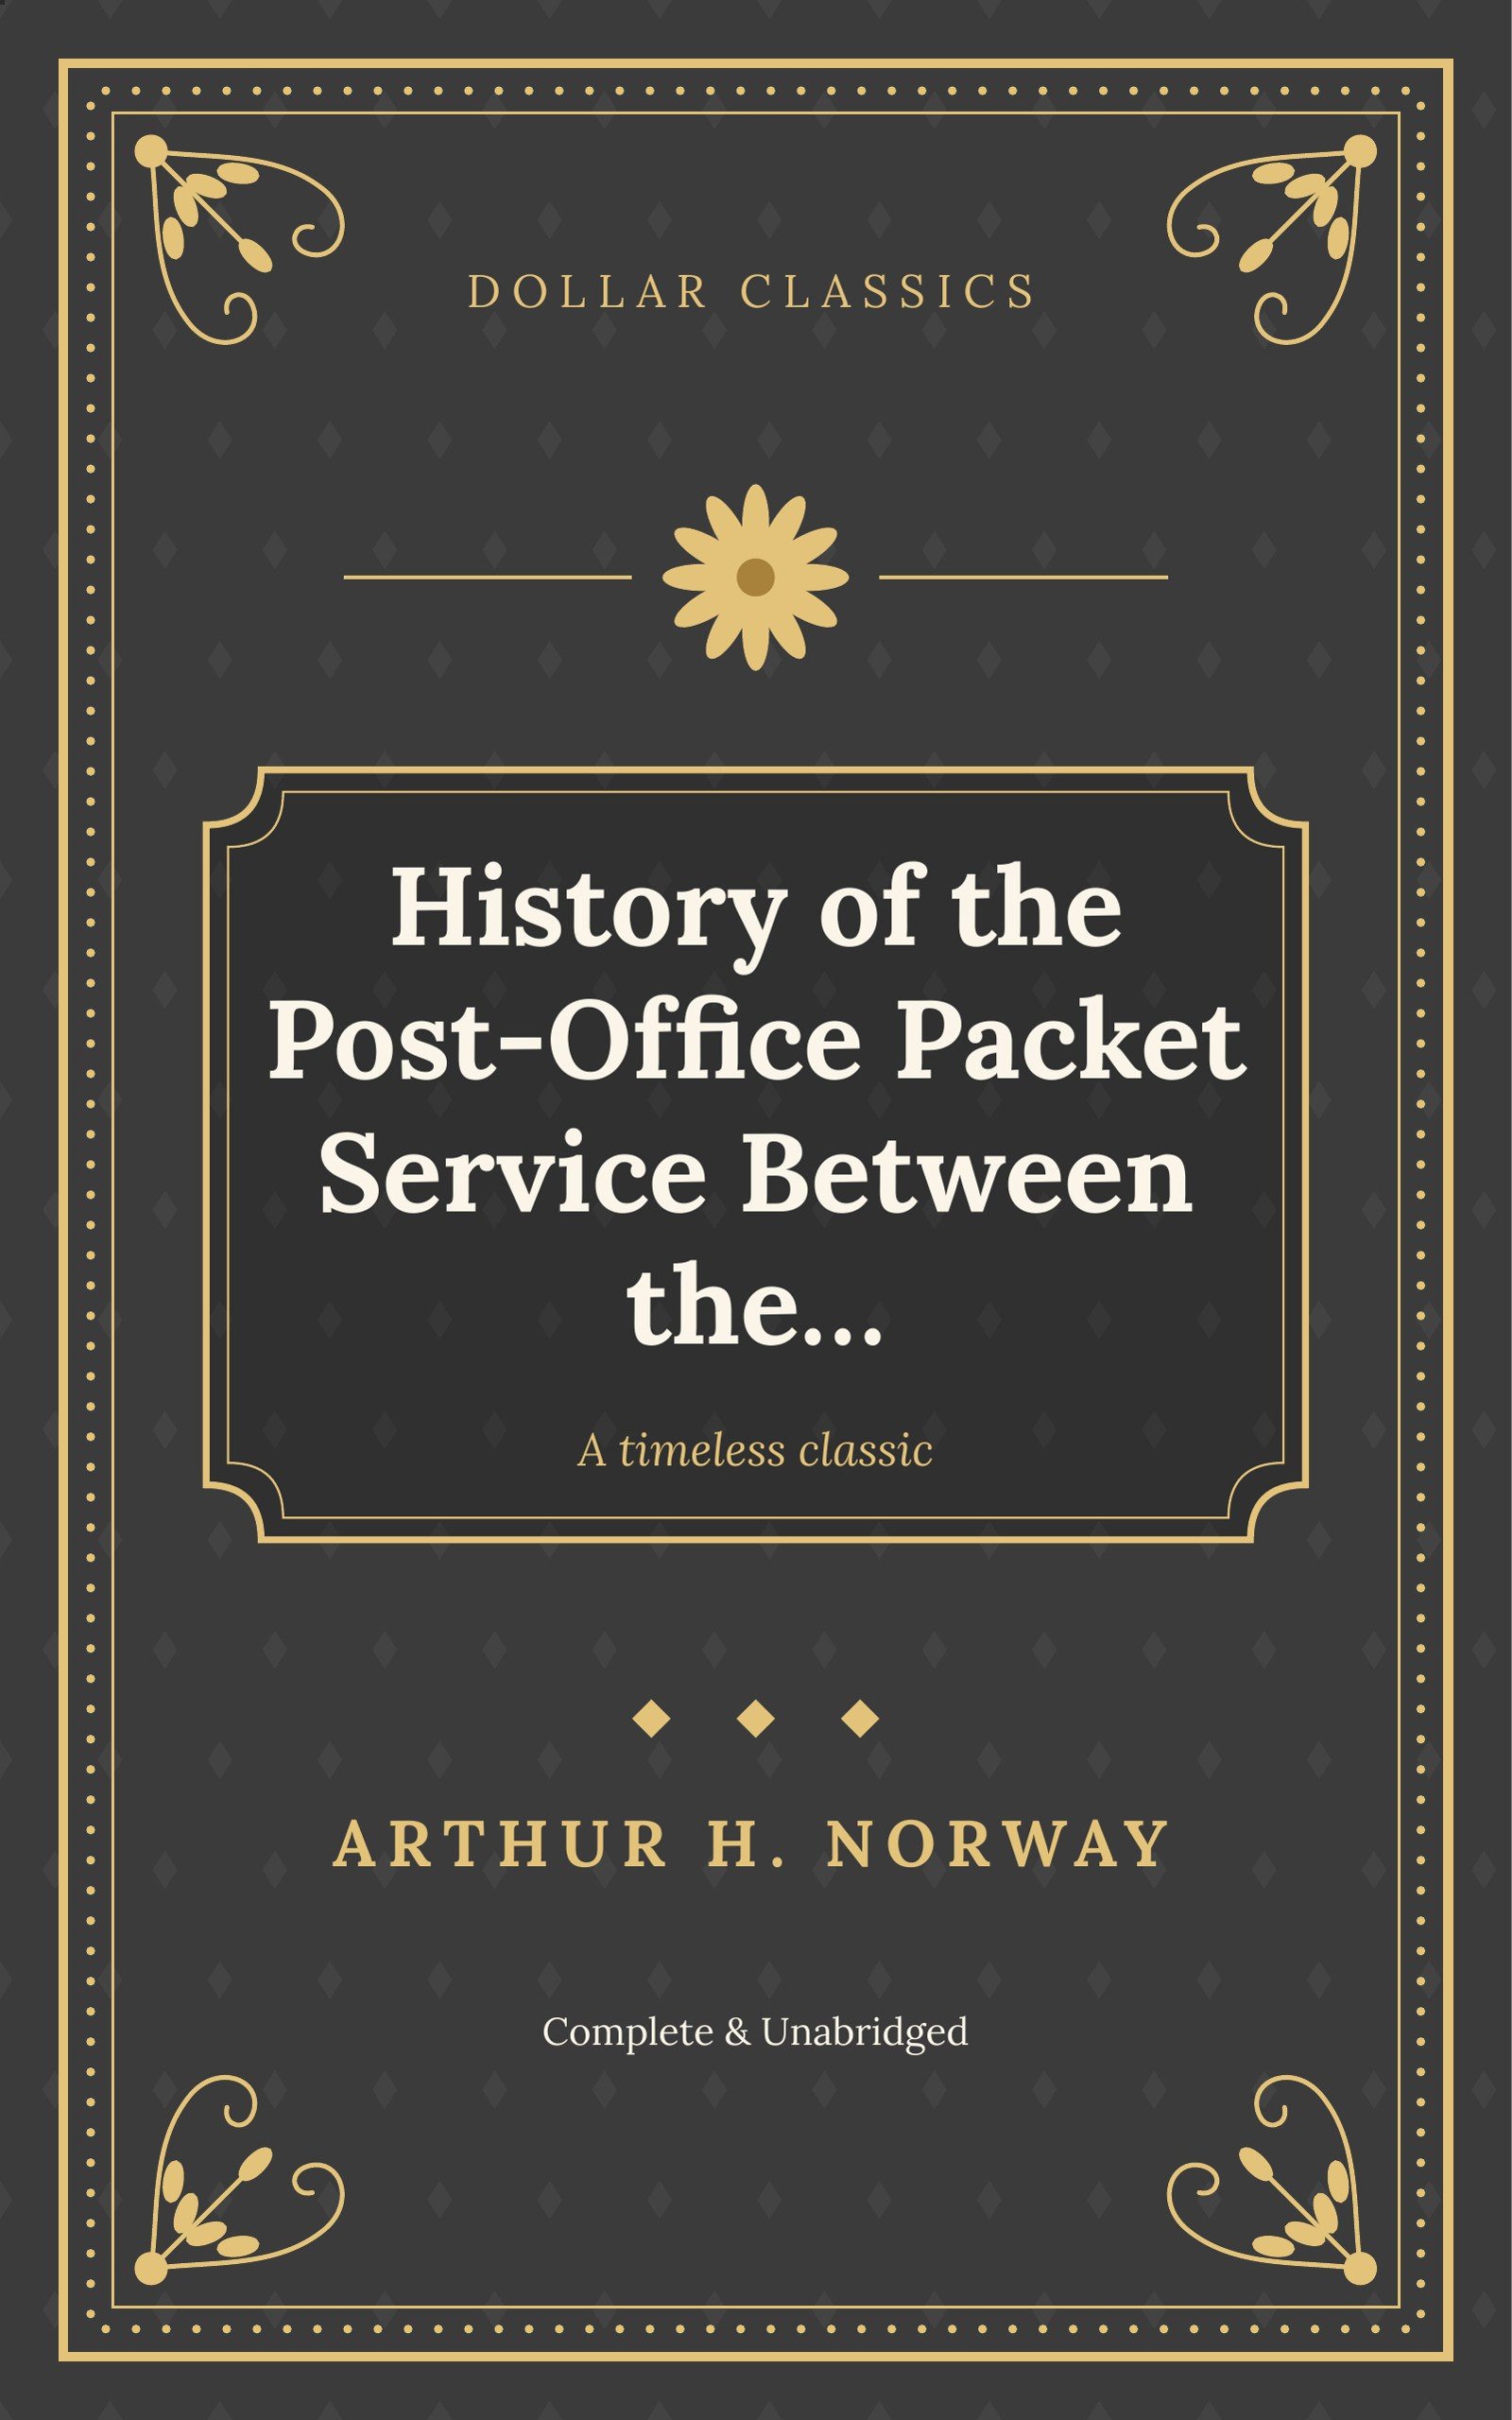 DOLLAR CLASSICS
History of the
Post-Office Packet
Service Between
the...
A timeless classic
ARTHUR H. NORWAY
Complete & Unabridged